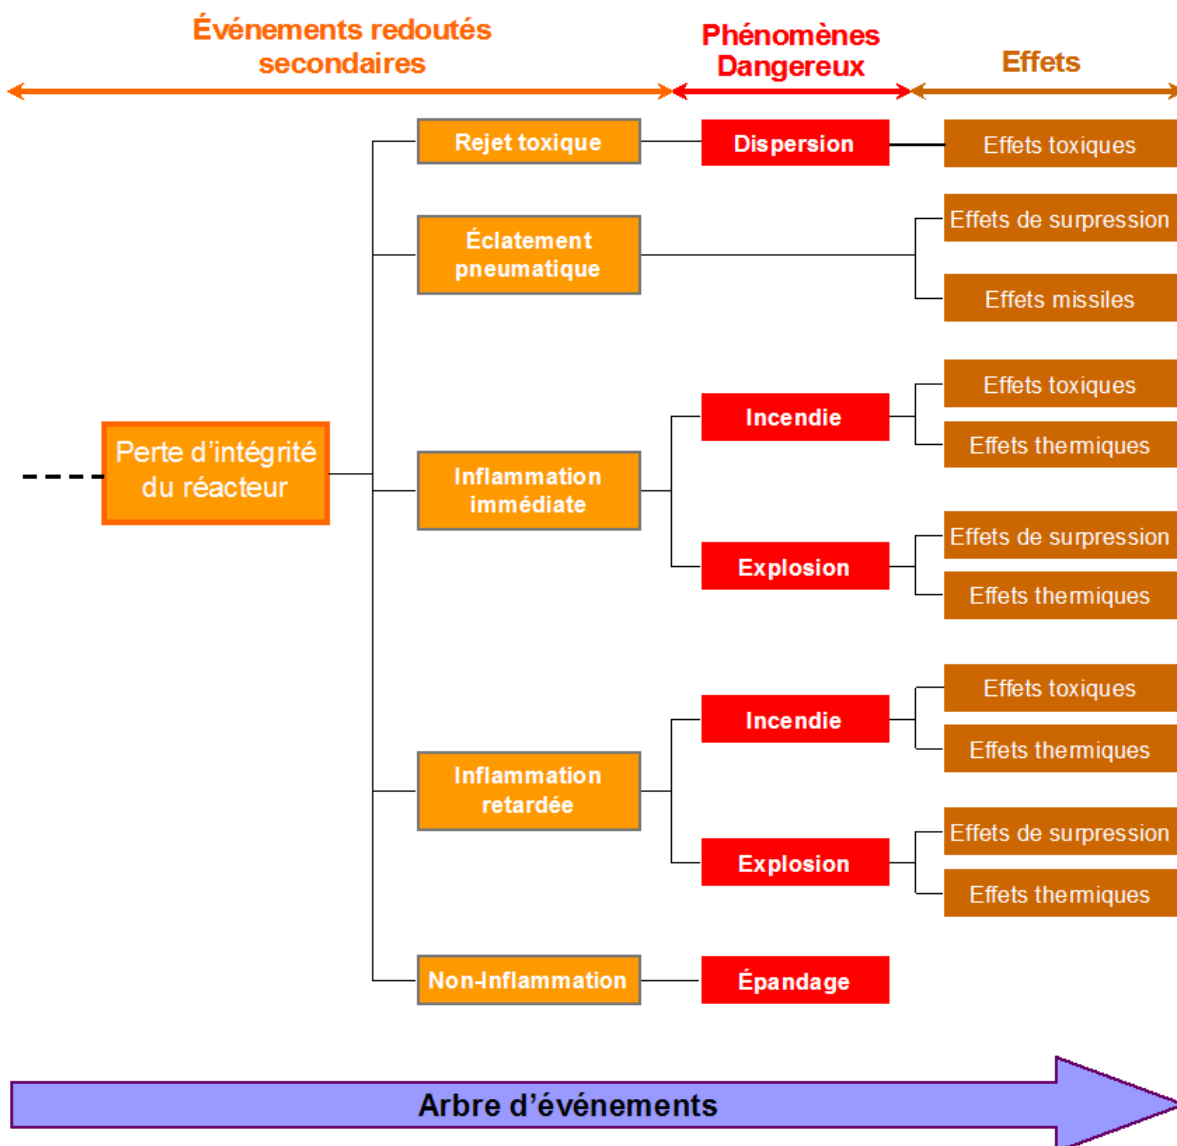 Événements redoutés
secondaires
Phénomènes
Dangereux
Effets
Rejet toxique
Dispersion
Effets toxiques
Éclatement
pneumatique
Effets de surpression
Effets missiles
Perte d'intégrité
du réacteur
Inflammation
immédiate
Incendie
Effets toxiques
Effets thermiques
Explosion
Effets de surpression
Effets thermiques
Inflammation
retardée
Incendie
Effets toxiques
Effets thermiques
Explosion
Effets de surpression
Effets thermiques
Non-Inflammation
Épandage
Arbre d'événements